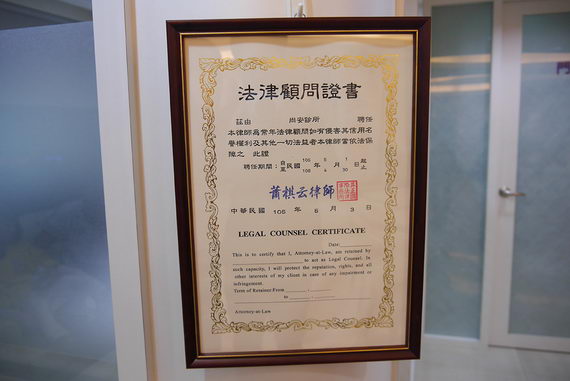 法律顧問證書
茲由 尚安診所 聘任
本律師為常年法律顧問如有侵害其信用名
譽權利及其他一切法益者本律師當依法保
障之 此證
聘任期間：自民國 105 年 5 月 1 日起
至 106 4 30 止
蕭棋云律師
中華民國 105 年 5 月 3 日
LEGAL COUNSEL CERTIFICATE
Date:
This is to certify that I, Attorney-at-Law, are retained by
to act as Legal Counsel. In
such capacity, I will protect the reputation, rights, and all
other interests of my client in case of any impairment or
infringement.
Term of Retainer From
to
Attorney-at-Law